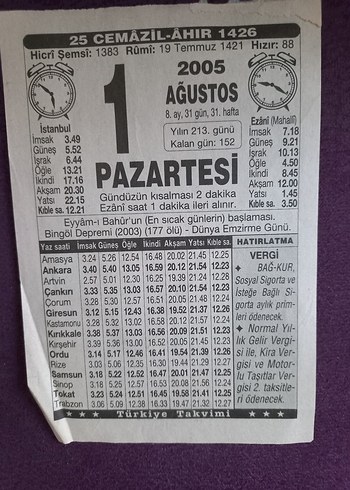 25 CEMÂZİL-ÂHIR 1426
Hicrî Şemsî: 1383 Rûmî: 19 Temmuz 1421 Hızır: 88
1
2005
AĞUSTOS
8. ay, 31 gün, 31. hafta
Yılın 213. günü
Kalan gün: 152
İstanbul
İmsak 3.49
Güneş 5.52
İşrak 6.44
Öğle 13.21
İkindi 17.16
Akşam 20.30
Yatsı 22.15
Kıble sa. 12.21
Ezânî (Mahallî)
İmsak 7.18
Güneş 9.21
İşrak 10.13
Öğle 4.50
İkindi 8.45
Akşam 12.00
Yatsı 1.45
Kıble sa. 3.50
PAZARTESİ
Gündüzün kısalması 2 dakika
Ezânî saat 1 dakika ileri alınır.
Eyyâm-ı Bahûr'un (En sıcak günlerin) başlaması.
Bingöl Depremi (2003) (177 ölü) - Dünya Emzirme Günü.
Yaz saati İmsak Güneş Öğle İkindi Akşam Yatsı Kıble
Amasya 3.24 5.26 12.54 16.48 20.02 21.45 12.25
Ankara 3.40 5.40 13.05 16.59 20.12 21.54 12.23
Artvin 2.57 5.01 12.30 16.25 19.39 21.24 12.28
Çankırı 3.33 5.35 13.03 16.57 20.10 21.54 12.23
Çorum 3.28 5.30 12.57 16.51 20.05 21.48 12.24
Giresun 3.12 5.15 12.43 16.38 19.52 21.37 12.26
Kastamonu 3.28 5.32 13.02 16.58 20.12 21.57 12.24
Kırıkkale 3.38 5.37 13.03 16.56 20.09 21.51 12.23
Kırşehir 3.39 5.36 13.00 16.52 20.05 21.45 12.23
Ordu 3.14 5.17 12.46 16.41 19.54 21.39 12.26
Rize 3.03 5.06 12.35 16.30 19.44 21.29 12.27
Samsun 3.18 5.22 12.52 16.47 20.01 21.47 12.25
Sinop 3.18 5.25 12.57 16.53 20.08 21.56 12.24
Tokat 3.23 5.24 12.51 16.45 19.58 21.41 12.25
Trabzon 3.06 5.09 12.38 16.33 19.47 21.32 12.27
HATIRLATMA
VERGİ
BAĞ-KUR,
Sosyal Sigorta ve
İsteğe Bağlı Si-
gorta aylık prim-
leri ödenecek.
Normal Yıl-
lık Gelir Vergi-
si ile, Kira Ver-
gisi ve Motor-
lu Taşıtlar Ver-
gisi 2. taksitle-
ri ödenecek.
Türkiye Takvimi